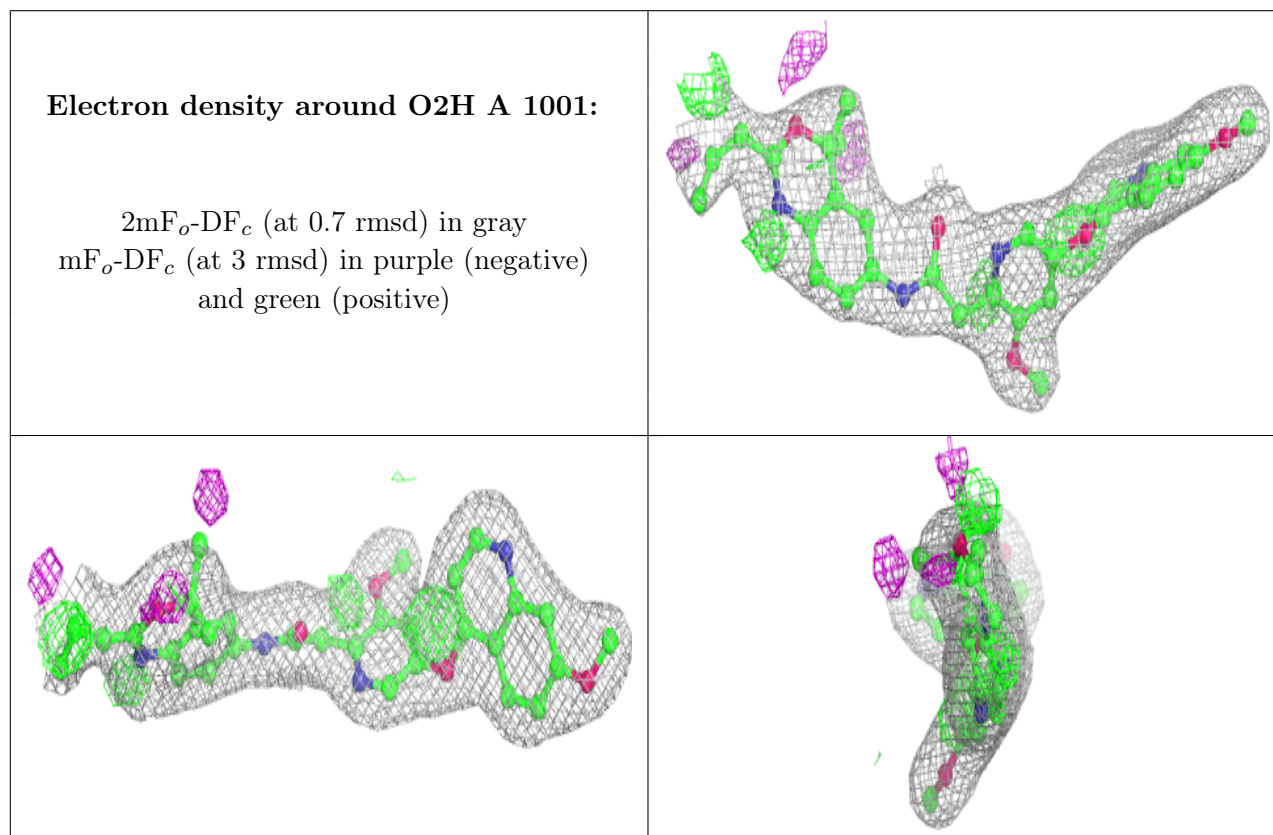 Electron density around O2H A 1001:
2mFₒ-DF𝒸 (at 0.7 rmsd) in gray
mFₒ-DF𝒸 (at 3 rmsd) in purple (negative)
and green (positive)